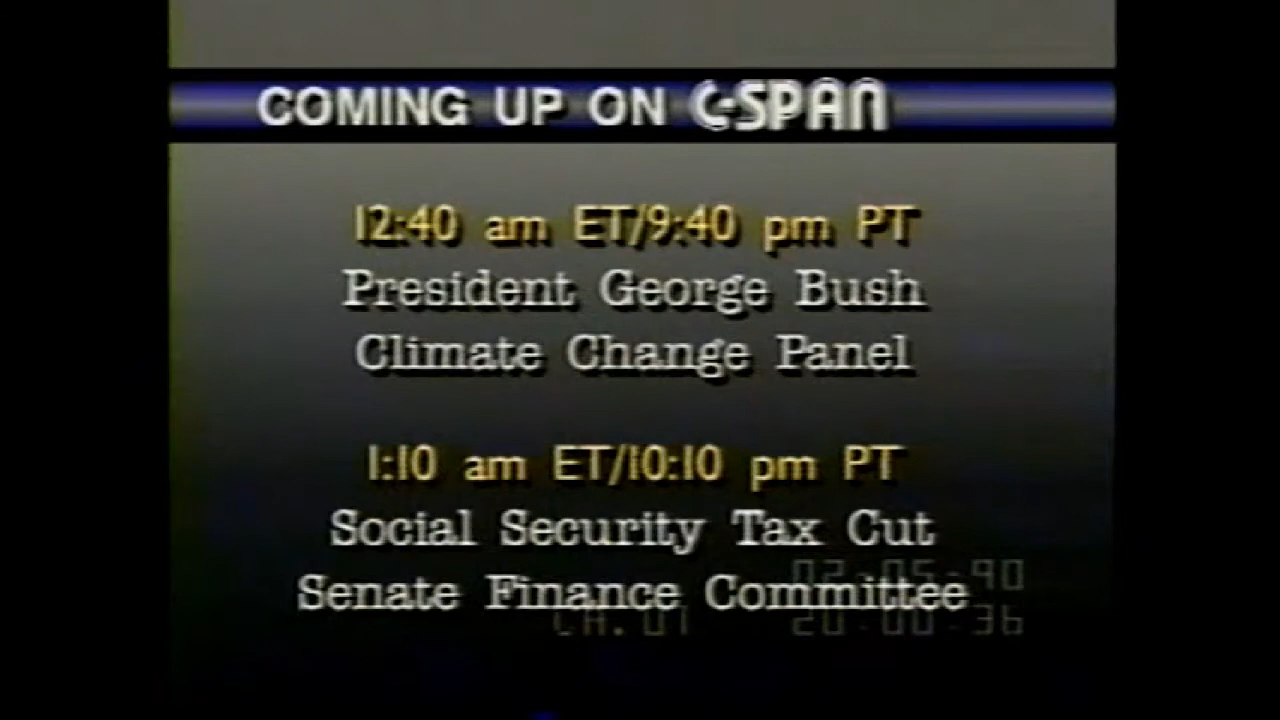 COMING UP ON C-SPAN
12:40 am ET/9:40 pm PT
President George Bush
Climate Change Panel
1:10 am ET/10:10 pm PT
Social Security Tax Cut
Senate Finance Committee
02-05-90
CH. 01 20:00:36